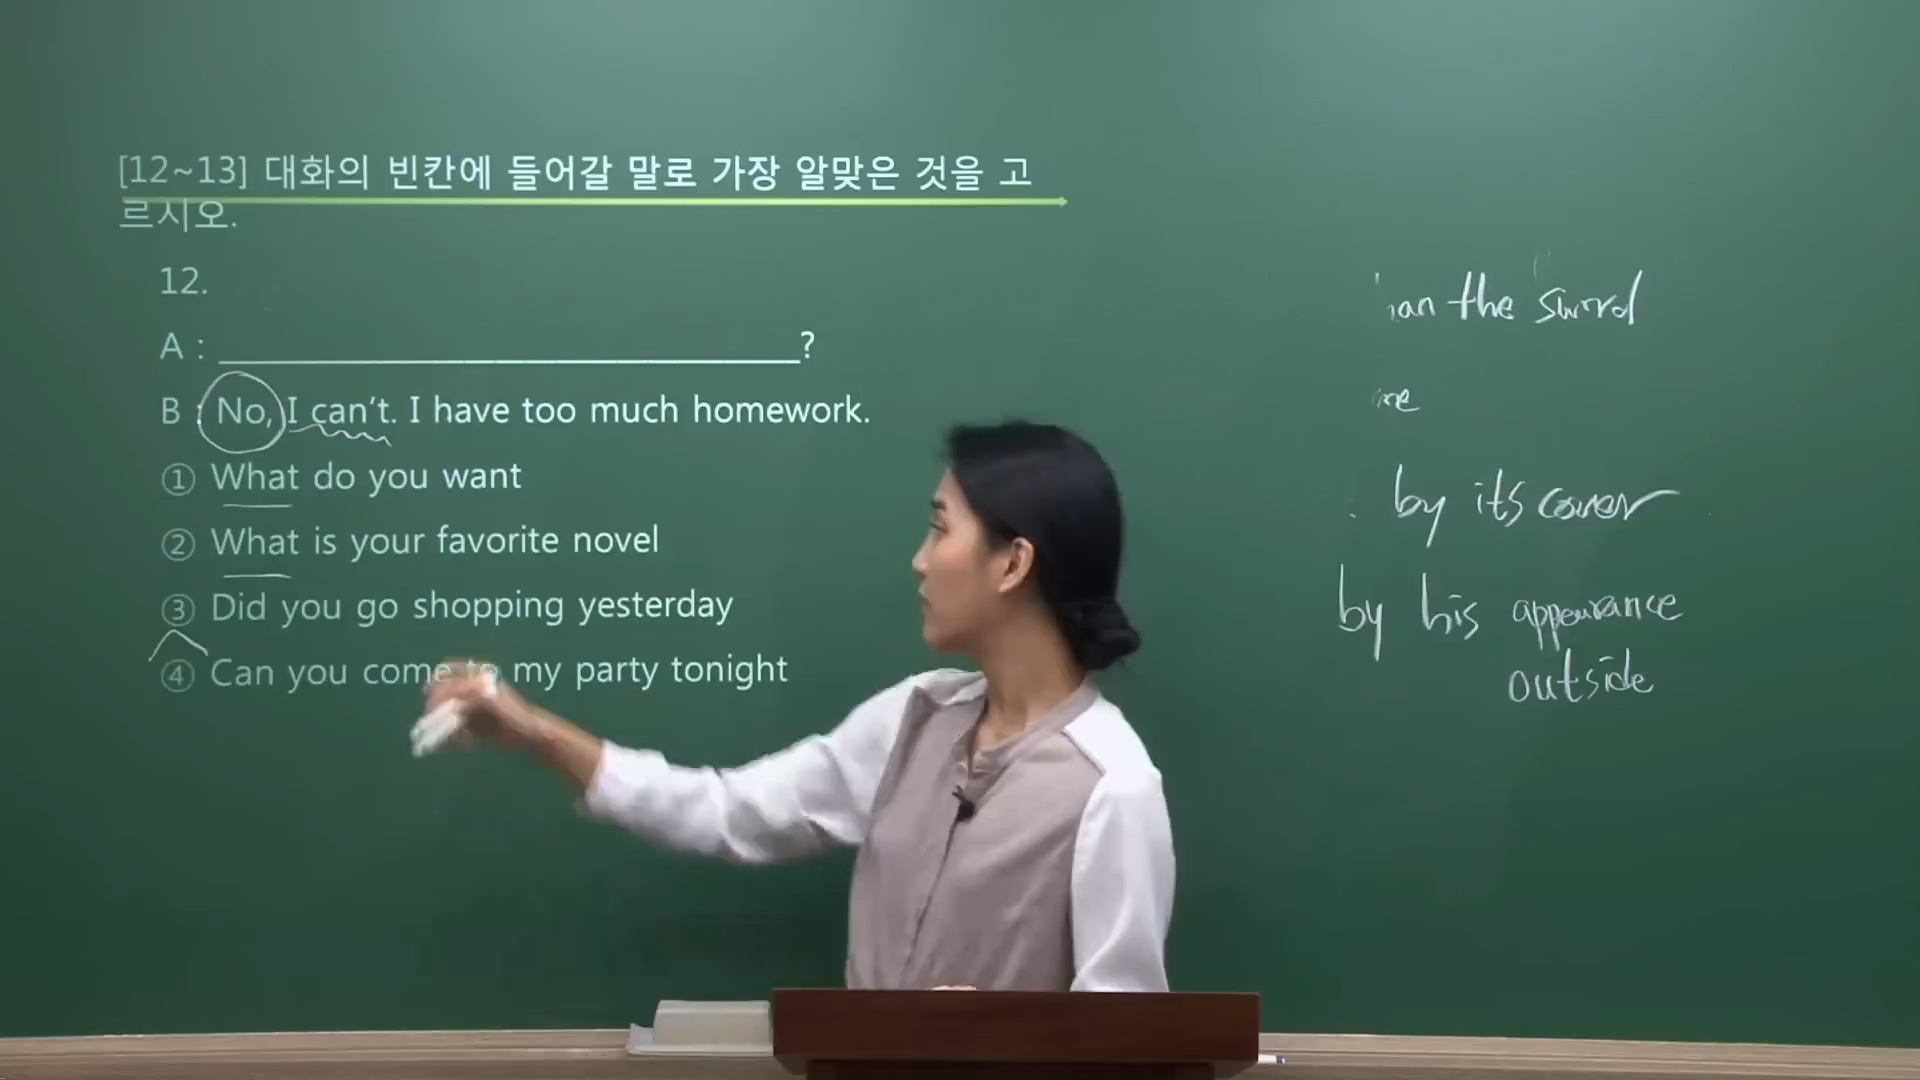 [12~13] 대화의 빈칸에 들어갈 말로 가장 알맞은 것을 고
르시오.
12.
A : ?
B : No, I can't. I have too much homework.
① What do you want
② What is your favorite novel
③ Did you go shopping yesterday
④ Can you come to my party tonight
the sword
by its cover
by his appearance
outside